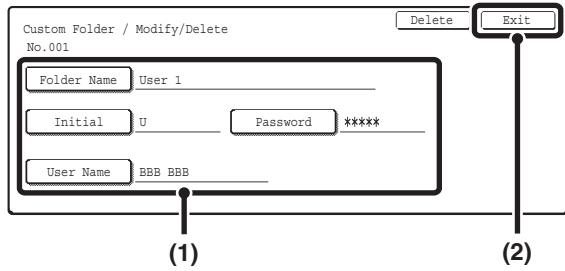 Custom Folder / Modify/Delete
Delete
Exit
No.001
Folder Name User 1
Initial U Password *****
User Name BBB BBB
(1) (2)